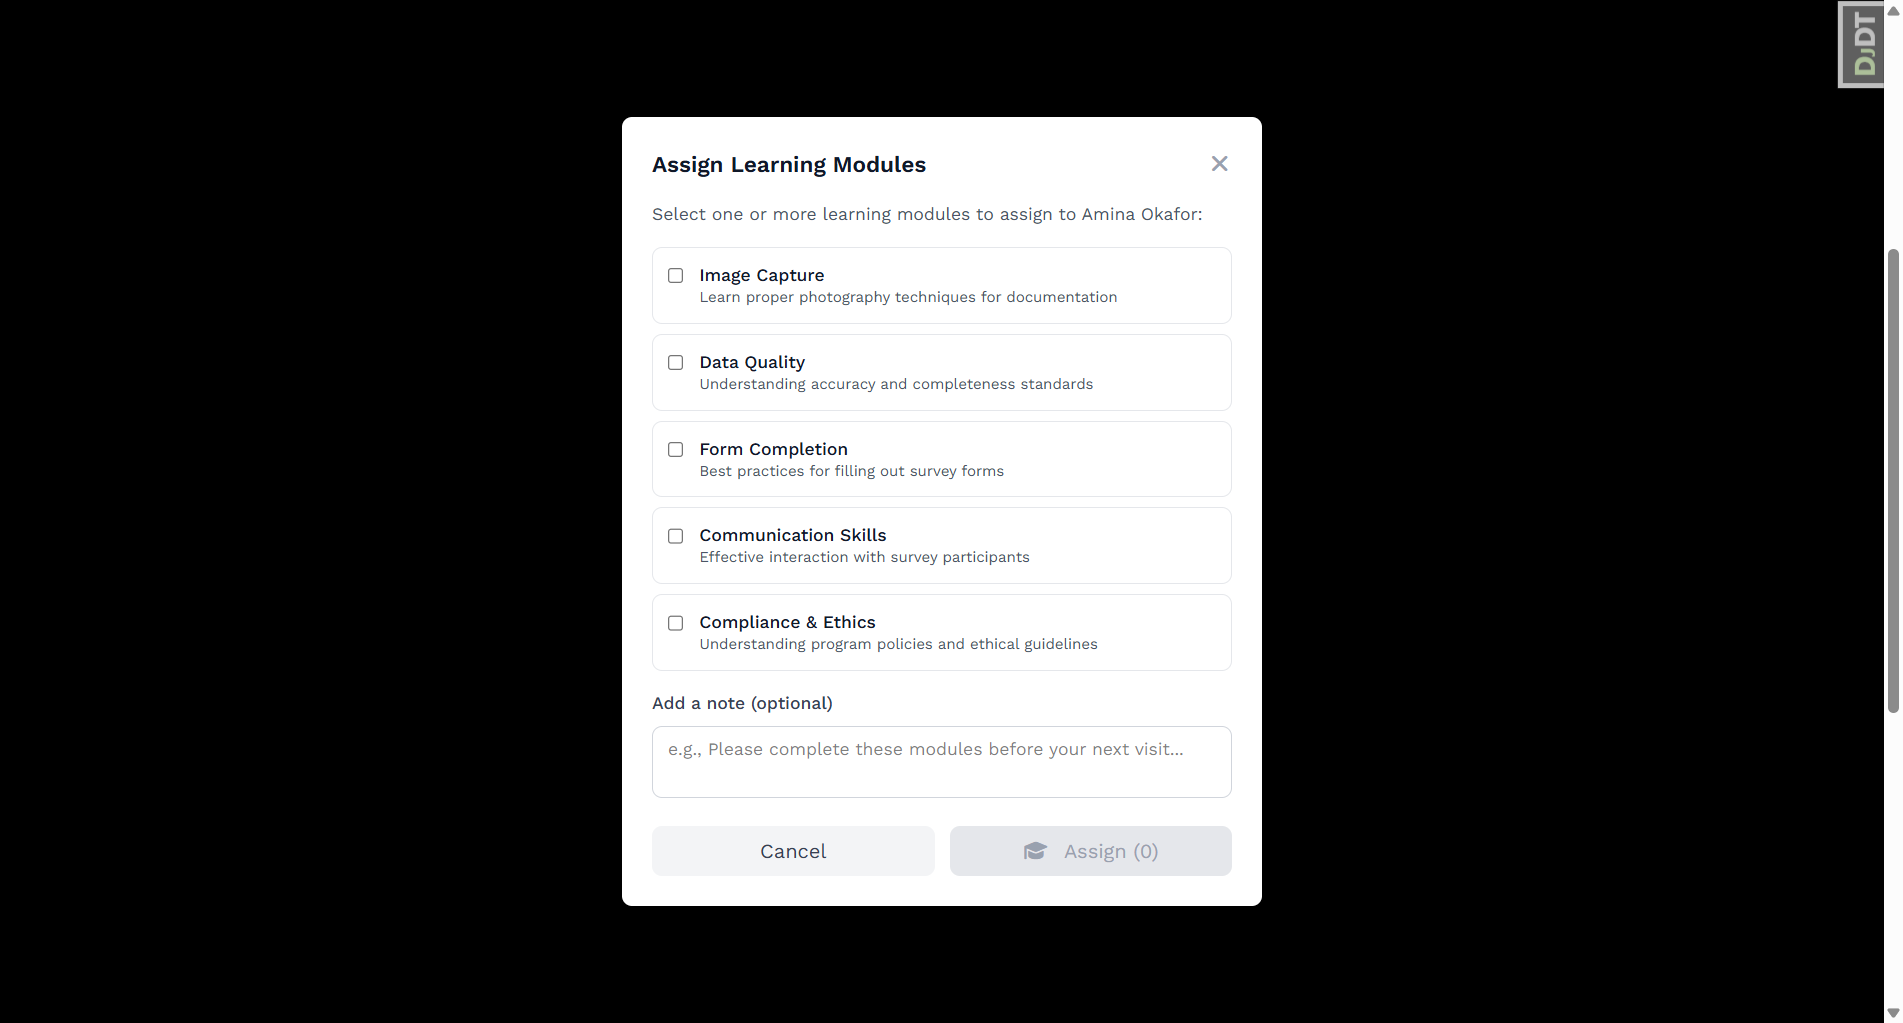 DJDT
Assign Learning Modules
Select one or more learning modules to assign to Amina Okafor:
Image Capture
Learn proper photography techniques for documentation
Data Quality
Understanding accuracy and completeness standards
Form Completion
Best practices for filling out survey forms
Communication Skills
Effective interaction with survey participants
Compliance & Ethics
Understanding program policies and ethical guidelines
Add a note (optional)
e.g., Please complete these modules before your next visit...
Cancel
Assign (0)